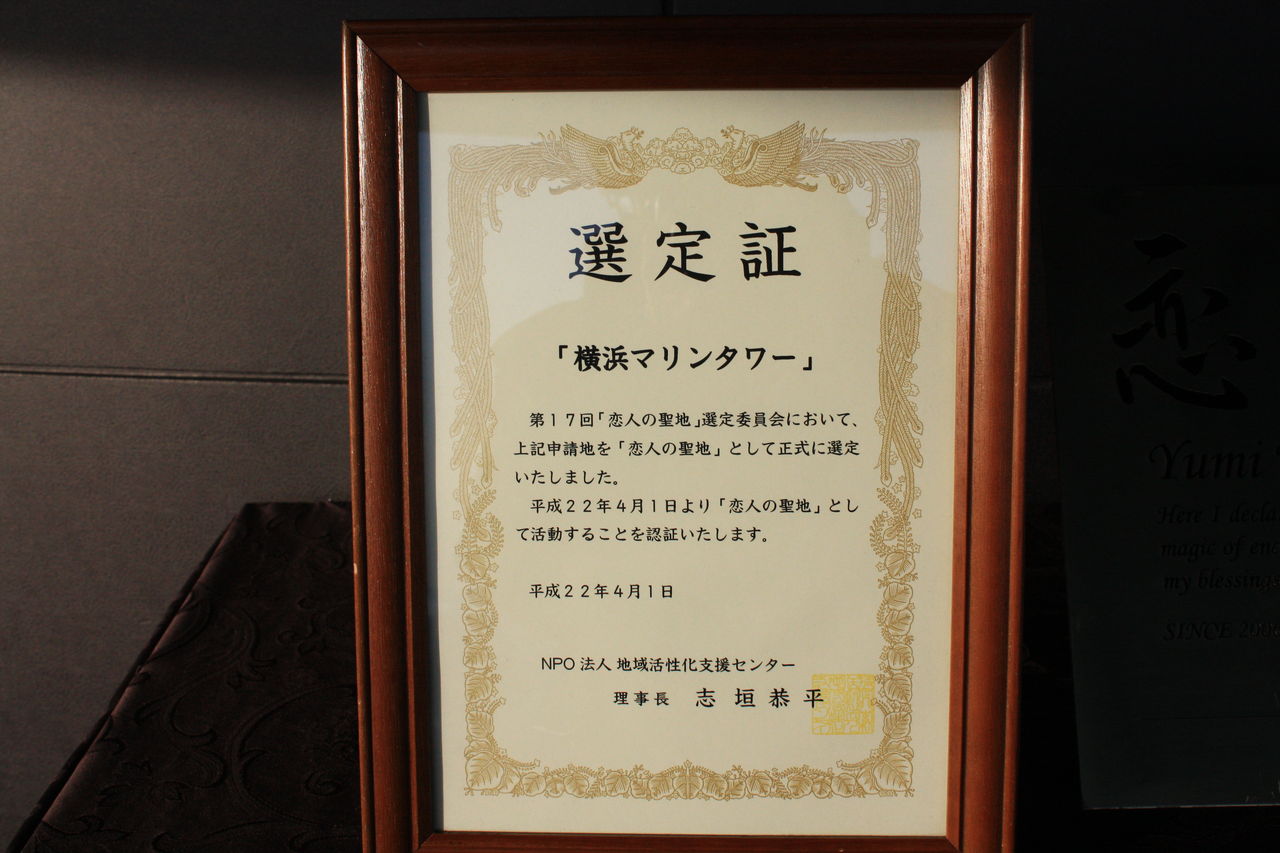 選定証
「横浜マリンタワー」
第１７回「恋人の聖地」選定委員会において、
上記申請地を「恋人の聖地」として正式に選定
いたしました。
平成２２年４月１日より「恋人の聖地」とし
て活動することを認証いたします。
平成２２年４月１日
NPO 法人 地域活性化支援センター
理事長 志垣恭平
恋
Yumi
Here I decla
magic of en
my blessing
SINCE 200